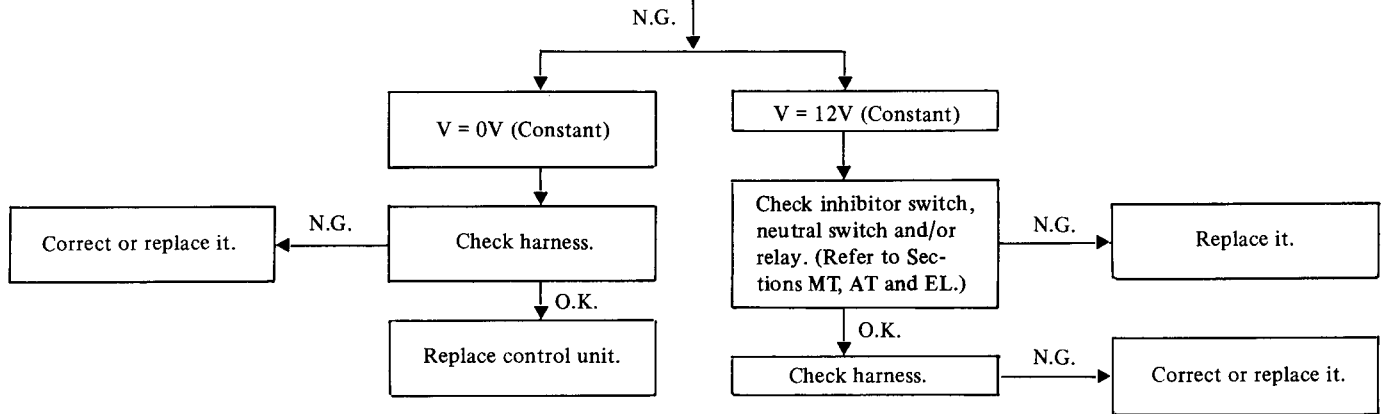 N.G.
V = 0V (Constant)
V = 12V (Constant)
Correct or replace it.
N.G.
Check harness.
Check inhibitor switch,
neutral switch and/or
relay. (Refer to Sec-
tions MT, AT and EL.)
N.G.
Replace it.
O.K.
O.K.
Replace control unit.
Check harness.
N.G.
Correct or replace it.